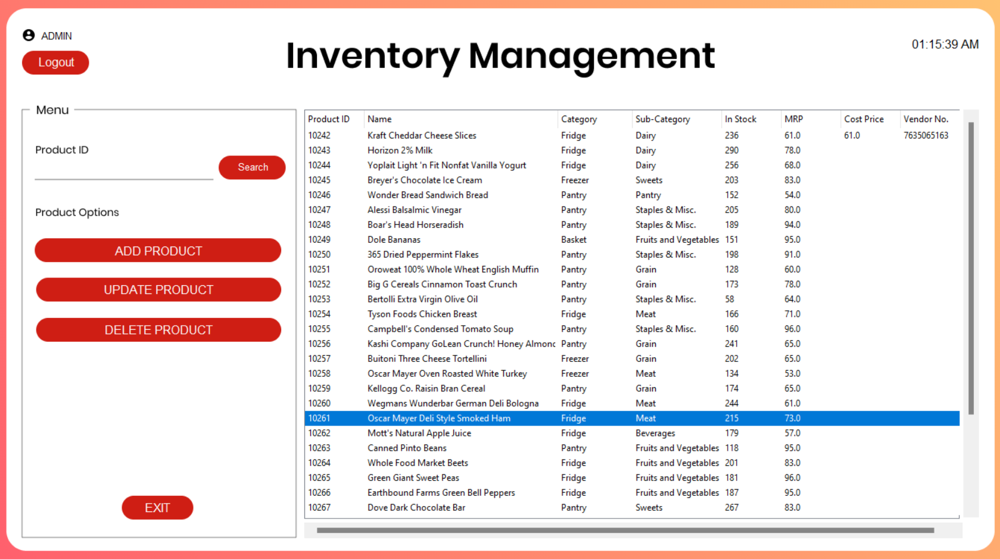 ADMIN
Logout
Inventory Management
01:15:39 AM
Menu
Product ID
Search
Product Options
ADD PRODUCT
UPDATE PRODUCT
DELETE PRODUCT
EXIT
Product ID Name Category Sub-Category In Stock MRP Cost Price Vendor No.
10242 Kraft Cheddar Cheese Slices Fridge Dairy 236 61.0 61.0 7635065163
10243 Horizon 2% Milk Fridge Dairy 290 78.0
10244 Yoplait Light 'n Fit Nonfat Vanilla Yogurt Fridge Dairy 256 68.0
10245 Breyer's Chocolate Ice Cream Freezer Sweets 203 83.0
10246 Wonder Bread Sandwich Bread Pantry Pantry 152 54.0
10247 Alessi Balsalmic Vinegar Pantry Staples & Misc. 205 80.0
10248 Boar's Head Horseradish Pantry Staples & Misc. 189 94.0
10249 Dole Bananas Basket Fruits and Vegetables 151 95.0
10250 365 Dried Peppermint Flakes Pantry Staples & Misc. 198 91.0
10251 Oroweat 100% Whole Wheat English Muffin Pantry Grain 128 60.0
10252 Big G Cereals Cinnamon Toast Crunch Pantry Grain 173 78.0
10253 Bertolli Extra Virgin Olive Oil Pantry Staples & Misc. 58 64.0
10254 Tyson Foods Chicken Breast Fridge Meat 166 71.0
10255 Campbell's Condensed Tomato Soup Pantry Staples & Misc. 160 96.0
10256 Kashi Company GoLean Crunch! Honey Almond Pantry Grain 241 65.0
10257 Buitoni Three Cheese Tortellini Freezer Grain 202 65.0
10258 Oscar Mayer Oven Roasted White Turkey Freezer Meat 134 53.0
10259 Kellogg Co. Raisin Bran Cereal Pantry Grain 174 65.0
10260 Wegmans Wunderbar German Deli Bologna Fridge Meat 244 61.0
10261 Oscar Mayer Deli Style Smoked Ham Fridge Meat 215 73.0
10262 Mott's Natural Apple Juice Fridge Beverages 179 57.0
10263 Canned Pinto Beans Pantry Fruits and Vegetables 118 95.0
10264 Whole Food Market Beets Fridge Fruits and Vegetables 201 83.0
10265 Green Giant Sweet Peas Fridge Fruits and Vegetables 181 96.0
10266 Earthbound Farms Green Bell Peppers Fridge Fruits and Vegetables 187 95.0
10267 Dove Dark Chocolate Bar Pantry Sweets 267 83.0